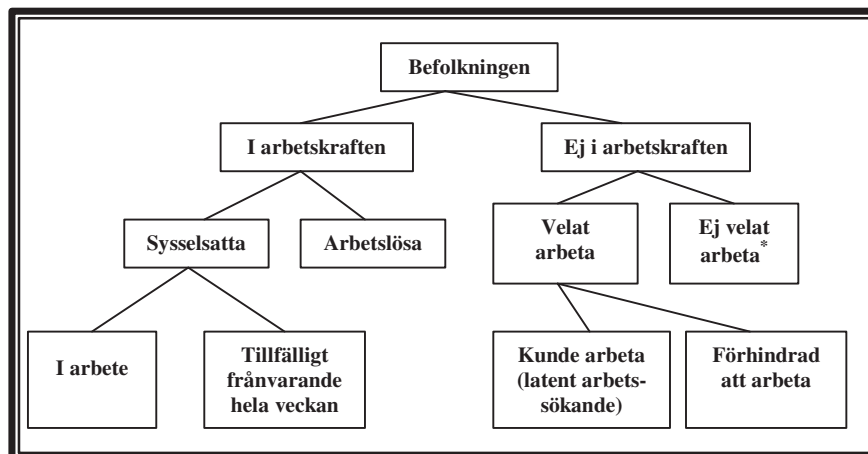 Befolkningen
I arbetskraften
Ej i arbetskraften
Sysselsatta
Arbetslösa
Velat
arbeta
Ej velat
arbeta*
I arbete
Tillfälligt
frånvarande
hela veckan
Kunde arbeta
(latent arbets-
sökande)
Förhindrad
att arbeta